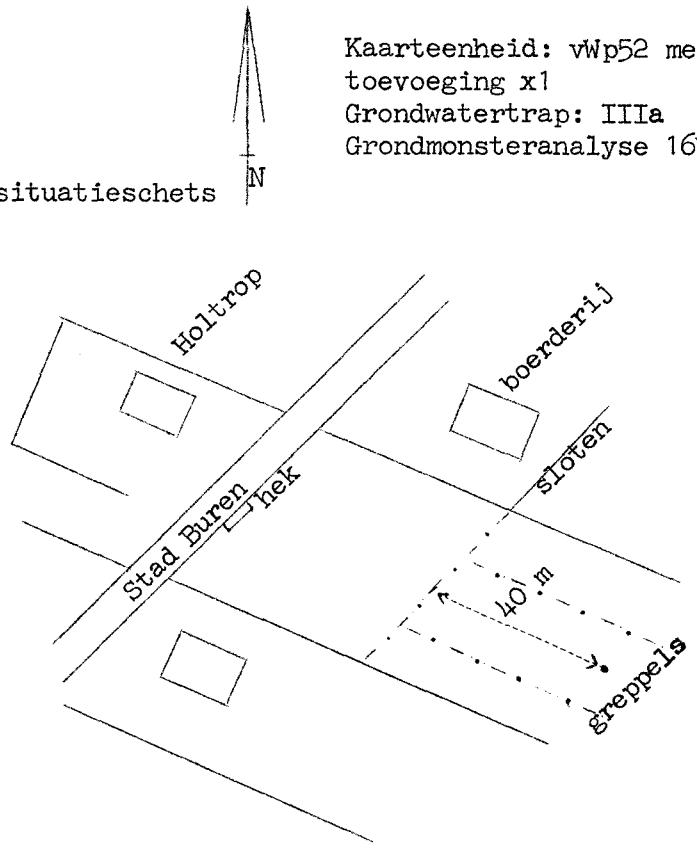 Kaarteenheid: vWp52 me
toevoeging x1
Grondwatertrap: IIIa
Grondmonsteranalyse 16
N
situatieschets
Holtrop
boerderij
sloten
hek
Stad Buren
40 m
greppels